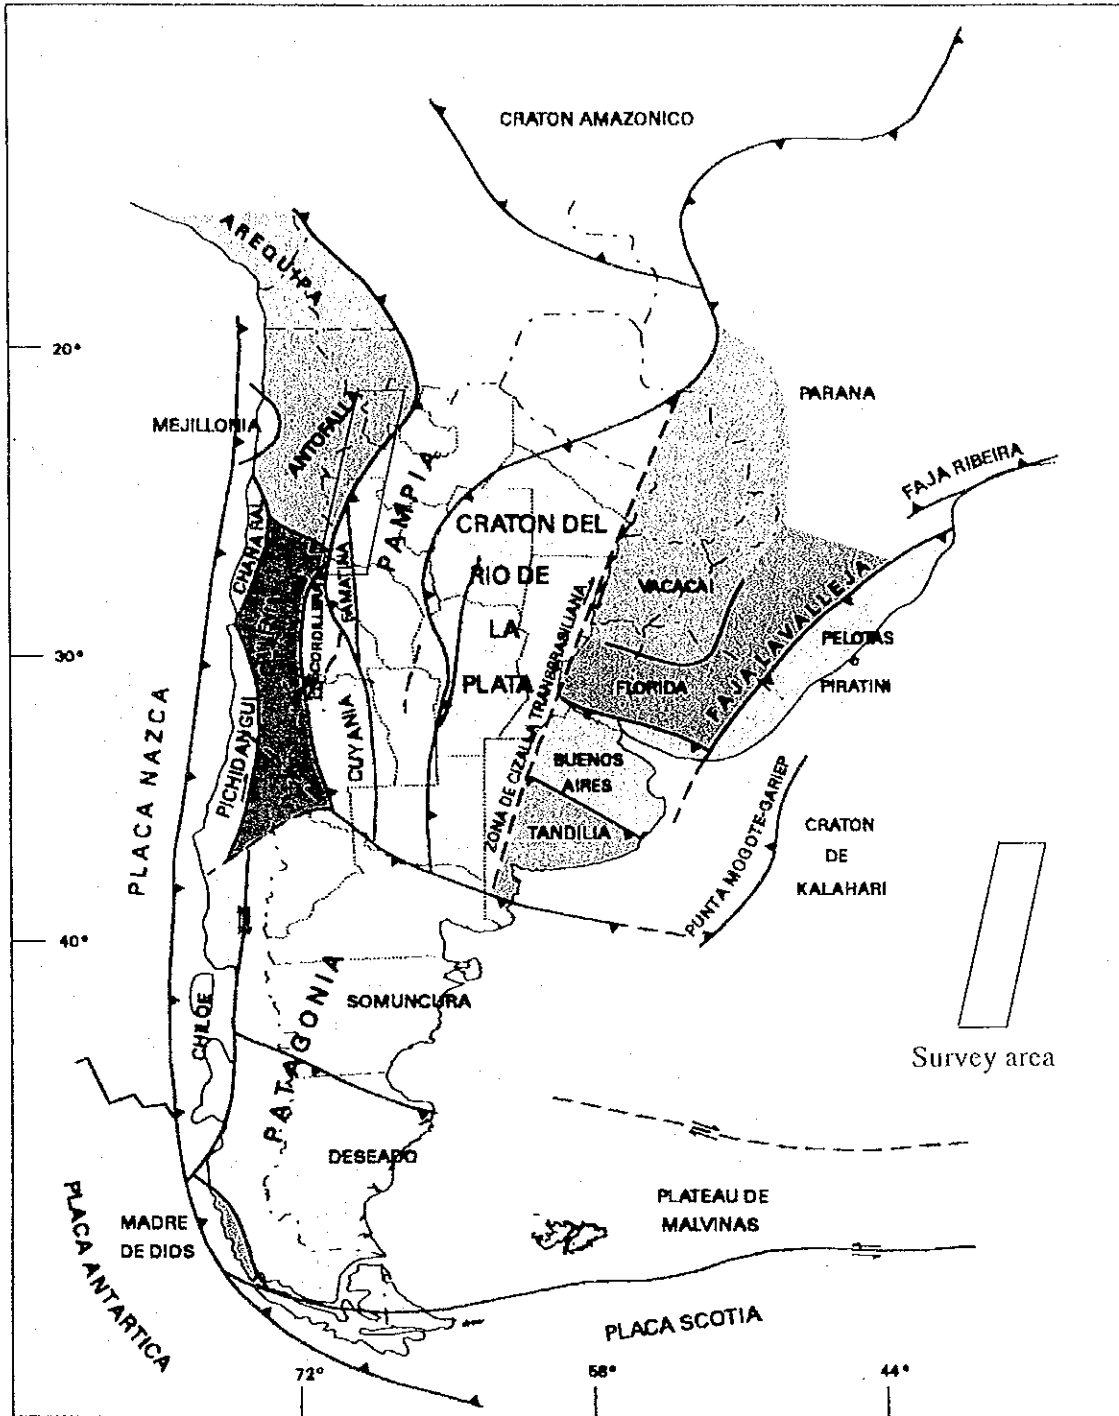 CRATON AMAZONICO
AREQUIPA
20°
MEJILLONIA
ANTOFALLA
PARANA
FAJA RIBEIRA
PAMPIA
CHAÑARAL
CRATON DEL
RIO DE
LA
PLATA
FAMATINA
VACACAI
FAJA LAVALLEJA
PELOTAS
PIRATINI
30°
FLORIDA
ZONA DE CIZALLA TRANSBRASILIANA
PLACA NAZCA
PICHIDANGUI
CUYANIA
BUENOS
AIRES
TANDILIA
PUNTA MOGOTE-GARIEP
CRATON
DE
KALAHARI
40°
PATAGONIA
SOMUNCURA
CHILOE
Survey area
DESEADO
PLATEAU DE
MALVINAS
MADRE
DE DIOS
PLACA ANTARTICA
PLACA SCOTIA
72°
58°
44°